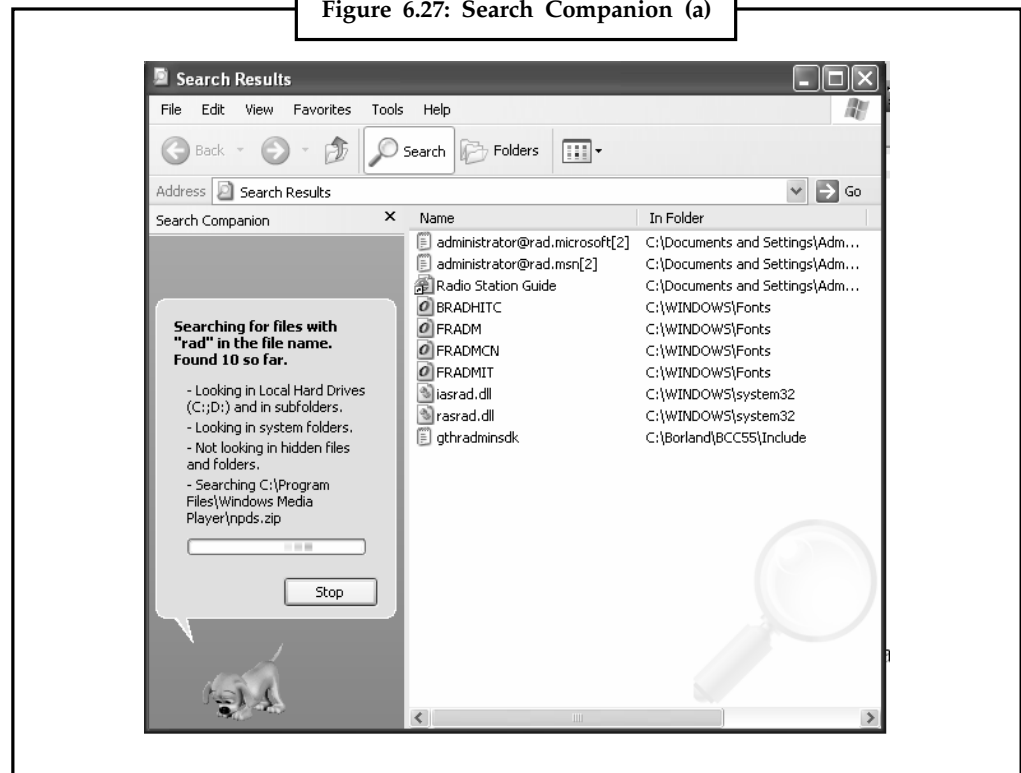 Figure 6.27: Search Companion (a)
Search Results
File Edit View Favorites Tools Help
Back Search Folders
Address Search Results Go
Search Companion
Name In Folder
administrator@rad.microsoft[2] C:\Documents and Settings\Adm...
administrator@rad.msn[2] C:\Documents and Settings\Adm...
Radio Station Guide C:\Documents and Settings\Adm...
BRADHITC C:\WINDOWS\Fonts
FRADM C:\WINDOWS\Fonts
FRADMCN C:\WINDOWS\Fonts
FRADMIT C:\WINDOWS\Fonts
iasrad.dll C:\WINDOWS\system32
rasrad.dll C:\WINDOWS\system32
gthradminsdk C:\Borland\BCC55\Include
Searching for files with
"rad" in the file name.
Found 10 so far.
- Looking in Local Hard Drives
(C:;D:) and in subfolders.
- Looking in system folders.
- Not looking in hidden files
and folders.
- Searching C:\Program
Files\Windows Media
Player\npds.zip
Stop